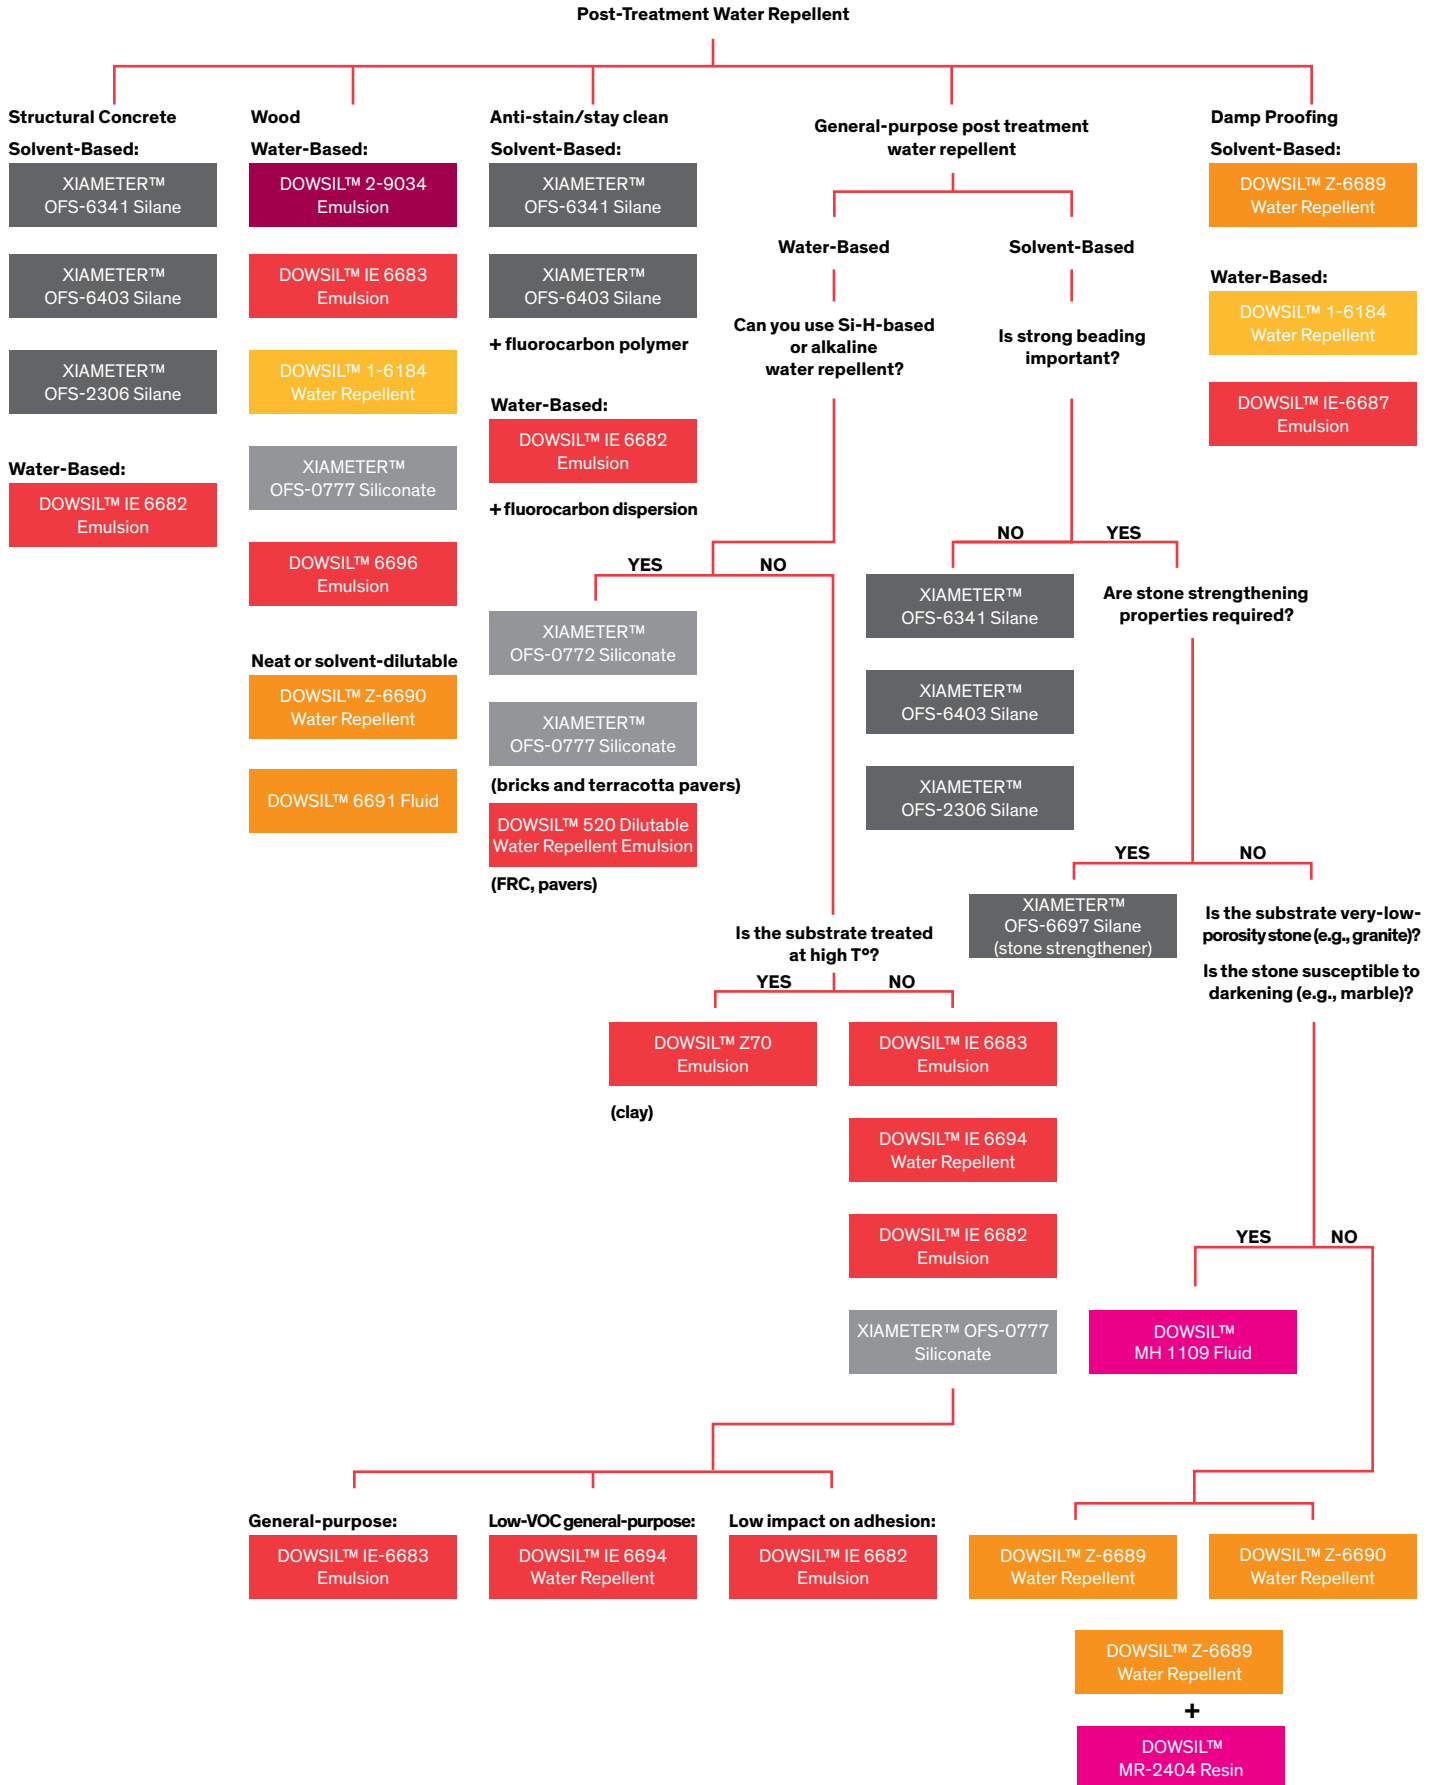 Post-Treatment Water Repellent
Structural Concrete
Solvent-Based:
XIAMETER™
OFS-6341 Silane
XIAMETER™
OFS-6403 Silane
XIAMETER™
OFS-2306 Silane
Water-Based:
DOWSIL™ IE 6682
Emulsion
Wood
Water-Based:
DOWSIL™ 2-9034
Emulsion
DOWSIL™ IE 6683
Emulsion
DOWSIL™ 1-6184
Water Repellent
XIAMETER™
OFS-0777 Siliconate
DOWSIL™ 6696
Emulsion
Neat or solvent-dilutable
DOWSIL™ Z-6690
Water Repellent
DOWSIL™ 6691 Fluid
Anti-stain/stay clean
Solvent-Based:
XIAMETER™
OFS-6341 Silane
XIAMETER™
OFS-6403 Silane
+ fluorocarbon polymer
Water-Based:
DOWSIL™ IE 6682
Emulsion
+ fluorocarbon dispersion
General-purpose post treatment
water repellent
Water-Based
Can you use Si-H-based
or alkaline
water repellent?
YES
NO
XIAMETER™
OFS-0772 Siliconate
XIAMETER™
OFS-0777 Siliconate
(bricks and terracotta pavers)
DOWSIL™ 520 Dilutable
Water Repellent Emulsion
(FRC, pavers)
Is the substrate treated
at high T°?
YES
NO
DOWSIL™ Z70
Emulsion
(clay)
DOWSIL™ IE 6683
Emulsion
DOWSIL™ IE 6694
Water Repellent
DOWSIL™ IE 6682
Emulsion
XIAMETER™ OFS-0777
Siliconate
General-purpose:
DOWSIL™ IE-6683
Emulsion
Low-VOC general-purpose:
DOWSIL™ IE 6694
Water Repellent
Low impact on adhesion:
DOWSIL™ IE 6682
Emulsion
Solvent-Based
Is strong beading
important?
NO
YES
XIAMETER™
OFS-6341 Silane
XIAMETER™
OFS-6403 Silane
XIAMETER™
OFS-2306 Silane
Are stone strengthening
properties required?
YES
NO
XIAMETER™
OFS-6697 Silane
(stone strengthener)
Is the substrate very-low-
porosity stone (e.g., granite)?
Is the stone susceptible to
darkening (e.g., marble)?
YES
NO
DOWSIL™
MH 1109 Fluid
DOWSIL™ Z-6689
Water Repellent
DOWSIL™ Z-6690
Water Repellent
DOWSIL™ Z-6689
Water Repellent
+
DOWSIL™
MR-2404 Resin
Damp Proofing
Solvent-Based:
DOWSIL™ Z-6689
Water Repellent
Water-Based:
DOWSIL™ 1-6184
Water Repellent
DOWSIL™ IE-6687
Emulsion